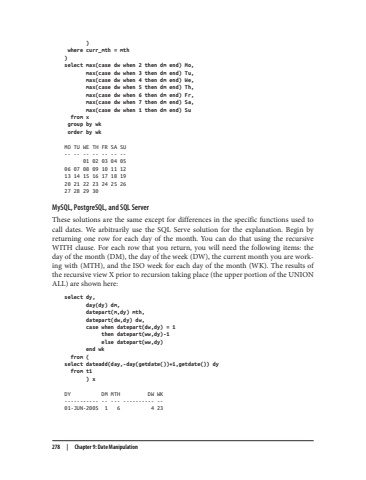 )
where curr_mth = mth
)
select max(case dw when 2 then dm end) Mo,
max(case dw when 3 then dm end) Tu,
max(case dw when 4 then dm end) We,
max(case dw when 5 then dm end) Th,
max(case dw when 6 then dm end) Fr,
max(case dw when 7 then dm end) Sa,
max(case dw when 1 then dm end) Su
from x
group by wk
order by wk
MO TU WE TH FR SA SU
-- -- -- -- -- -- --
01 02 03 04 05
06 07 08 09 10 11 12
13 14 15 16 17 18 19
20 21 22 23 24 25 26
27 28 29 30
MySQL, PostgreSQL, and SQL Server
These solutions are the same except for differences in the specific functions used to
call dates. We arbitrarily use the SQL Serve solution for the explanation. Begin by
returning one row for each day of the month. You can do that using the recursive
WITH clause. For each row that you return, you will need the following items: the
day of the month (DM), the day of the week (DW), the current month you are work-
ing with (MTH), and the ISO week for each day of the month (WK). The results of
the recursive view X prior to recursion taking place (the upper portion of the UNION
ALL) are shown here:
select dy,
day(dy) dm,
datepart(m,dy) mth,
datepart(dw,dy) dw,
case when datepart(dw,dy) = 1
then datepart(ww,dy)-1
else datepart(ww,dy)
end wk
from (
select dateadd(day,-day(getdate())+1,getdate()) dy
from t1
) x
DY DM MTH DW WK
----------- -- --- ---------- --
01-JUN-2005 1 6 4 23
278 | Chapter 9: Date Manipulation